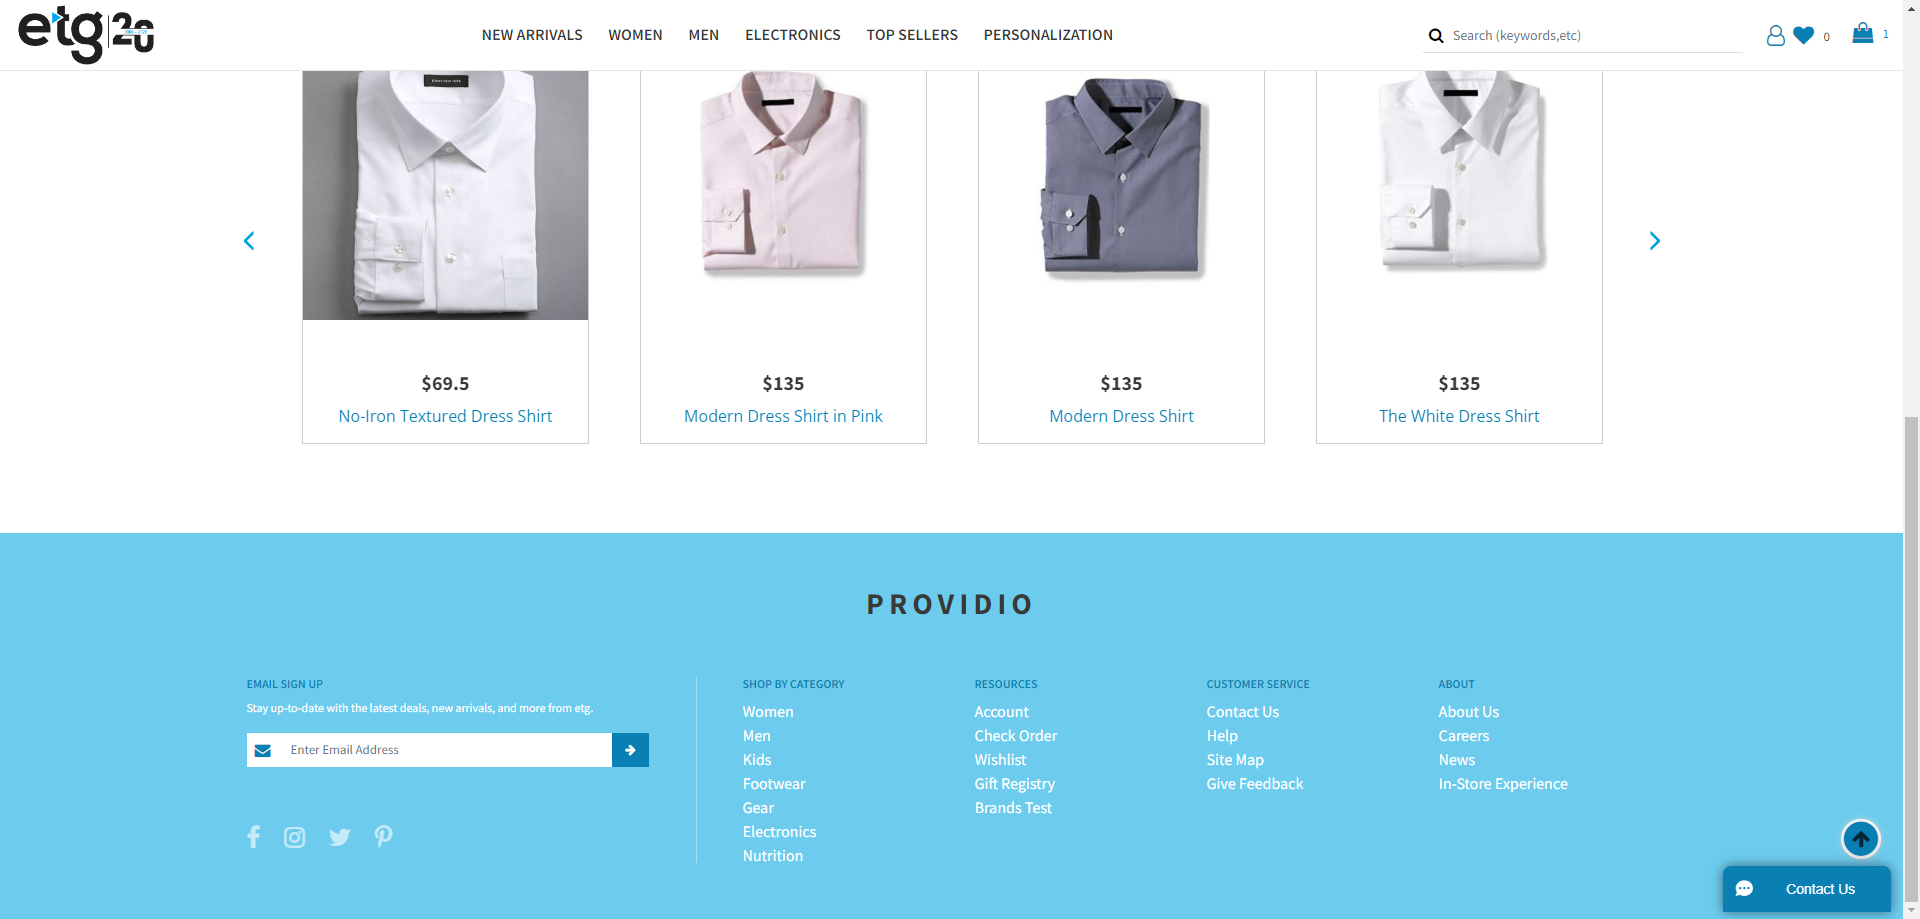 etg 20
NEW ARRIVALS WOMEN MEN ELECTRONICS TOP SELLERS PERSONALIZATION
Search (keywords,etc)
0
1
$69.5
No-Iron Textured Dress Shirt
$135
Modern Dress Shirt in Pink
$135
Modern Dress Shirt
$135
The White Dress Shirt
PROVIDIO
EMAIL SIGN UP
Stay up-to-date with the latest deals, new arrivals, and more from etg.
Enter Email Address
SHOP BY CATEGORY
Women
Men
Kids
Footwear
Gear
Electronics
Nutrition
RESOURCES
Account
Check Order
Wishlist
Gift Registry
Brands Test
CUSTOMER SERVICE
Contact Us
Help
Site Map
Give Feedback
ABOUT
About Us
Careers
News
In-Store Experience
Contact Us